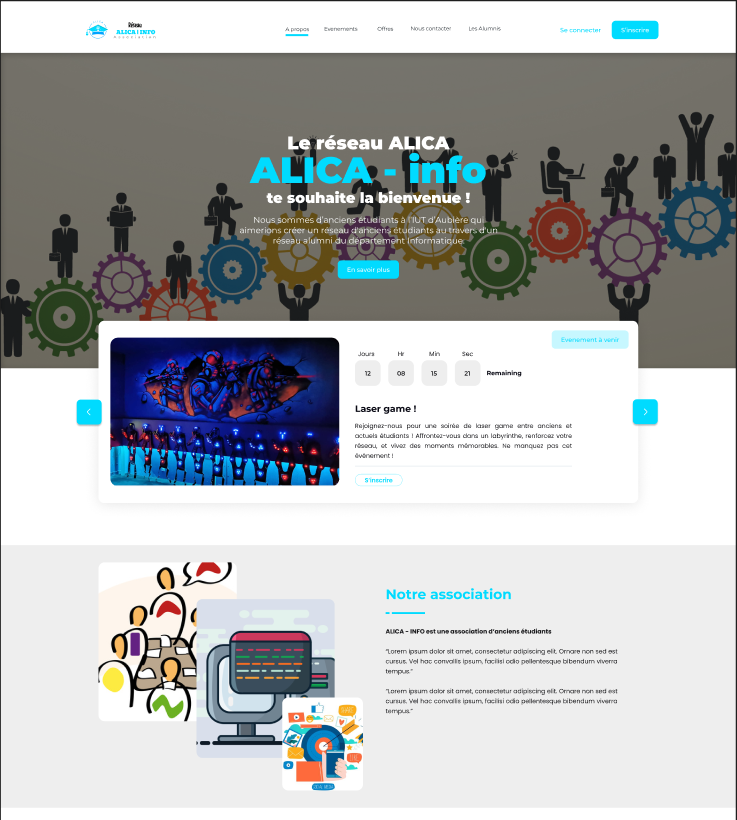 Réseau
ALICA | INFO
ASSOCIATION
A propos
Evenements
Offres
Nous contacter
Les Alumnis
Se connecter
S'inscrire
Le réseau ALICA
ALICA - info
te souhaite la bienvenue !
Nous sommes d'anciens étudiants à l'IUT d'Aubière qui
aimerions créer un réseau d'anciens étudiants au travers d'un
réseau alumni du département Informatique.
En savoir plus
Evenement à venir
Jours Hr Min Sec
12 08 15 21 Remaining
Laser game !
Rejoignez-nous pour une soirée de laser game entre anciens et
actuels étudiants ! Affrontez-vous dans un labyrinthe, renforcez votre
réseau, et vivez des moments mémorables. Ne manquez pas cet
événement !
S'inscrire
Notre association
ALICA - INFO est une association d'anciens étudiants
"Lorem ipsum dolor sit amet, consectetur adipiscing elit. Ornare non sed est
cursus. Vel hac convallis ipsum, facilisi odio pellentesque bibendum viverra
tempus."
"Lorem ipsum dolor sit amet, consectetur adipiscing elit. Ornare non sed est
cursus. Vel hac convallis ipsum, facilisi odio pellentesque bibendum viverra
tempus."